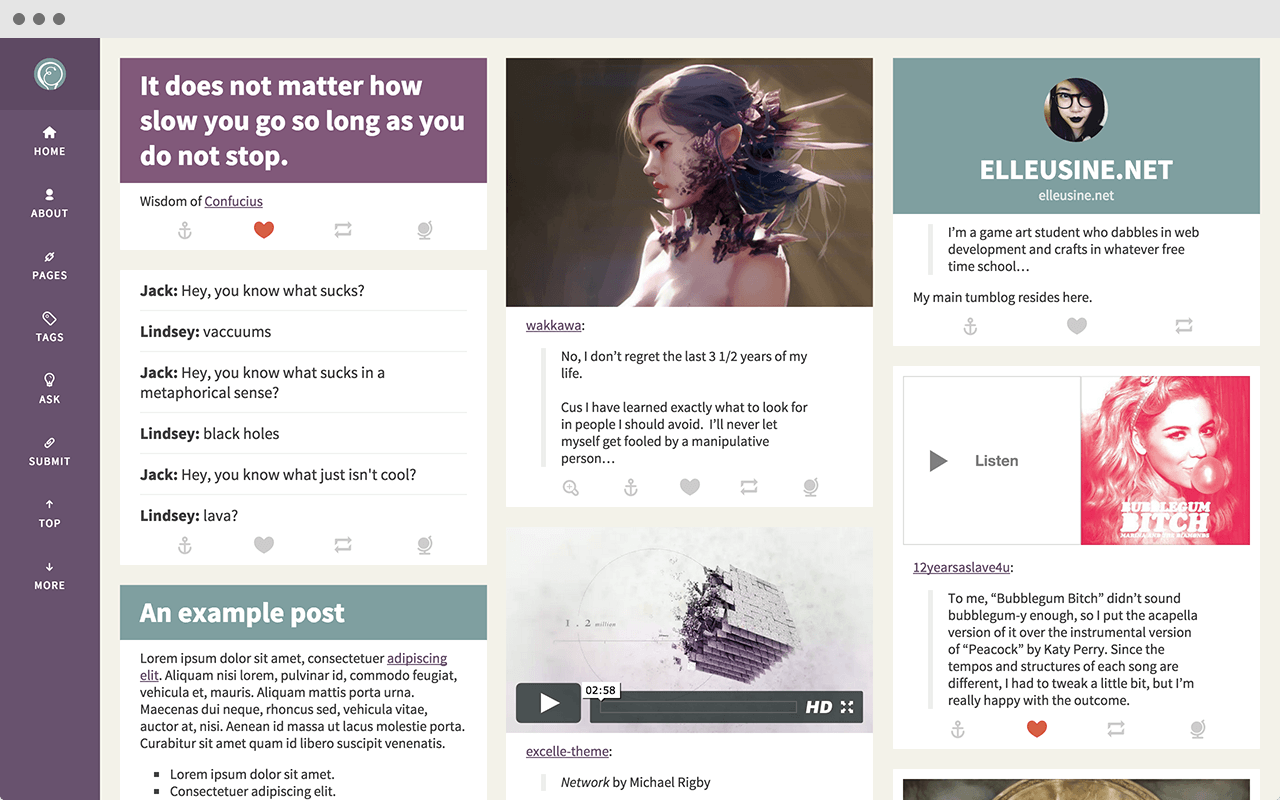 HOME
ABOUT
PAGES
TAGS
ASK
SUBMIT
TOP
MORE
It does not matter how
slow you go so long as you
do not stop.
Wisdom of Confucius
Jack: Hey, you know what sucks?
Lindsey: vaccuums
Jack: Hey, you know what sucks in a
metaphorical sense?
Lindsey: black holes
Jack: Hey, you know what just isn't cool?
Lindsey: lava?
An example post
Lorem ipsum dolor sit amet, consectetuer adipiscing
elit. Aliquam nisi lorem, pulvinar id, commodo feugiat,
vehicula et, mauris. Aliquam mattis porta urna.
Maecenas dui neque, rhoncus sed, vehicula vitae,
auctor at, nisi. Aenean id massa ut lacus molestie porta.
Curabitur sit amet quam id libero suscipit venenatis.
Lorem ipsum dolor sit amet.
Consectetuer adipiscing elit.
wakkawa:
No, I don’t regret the last 3 1/2 years of my
life.
Cus I have learned exactly what to look for
in people I should avoid.  I’ll never let
myself get fooled by a manipulative
person…
1.2 million
02:58
HD
excelle-theme:
Network by Michael Rigby
ELLEUSINE.NET
elleusine.net
I’m a game art student who dabbles in web
development and crafts in whatever free
time school…
My main tumblog resides here.
Listen
BUBBLEGUM
BITCH
MARINA AND THE DIAMONDS
12yearsaslave4u:
To me, “Bubblegum Bitch” didn’t sound
bubblegum-y enough, so I put the acapella
version of it over the instrumental version
of “Peacock” by Katy Perry. Since the
tempos and structures of each song are
different, I had to tweak a little bit, but I’m
really happy with the outcome.